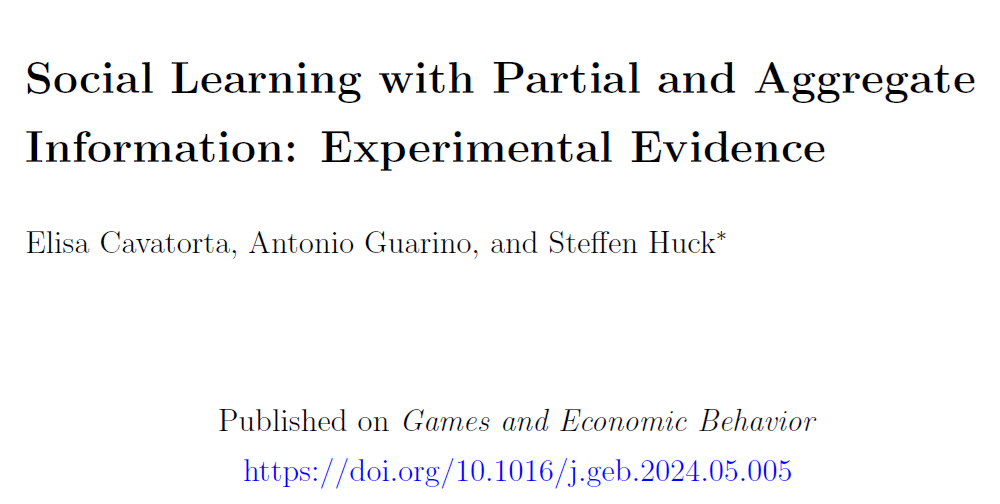 Social Learning with Partial and Aggregate
Information: Experimental Evidence
Elisa Cavatorta, Antonio Guarino, and Steffen Huck*
Published on Games and Economic Behavior
https://doi.org/10.1016/j.geb.2024.05.005